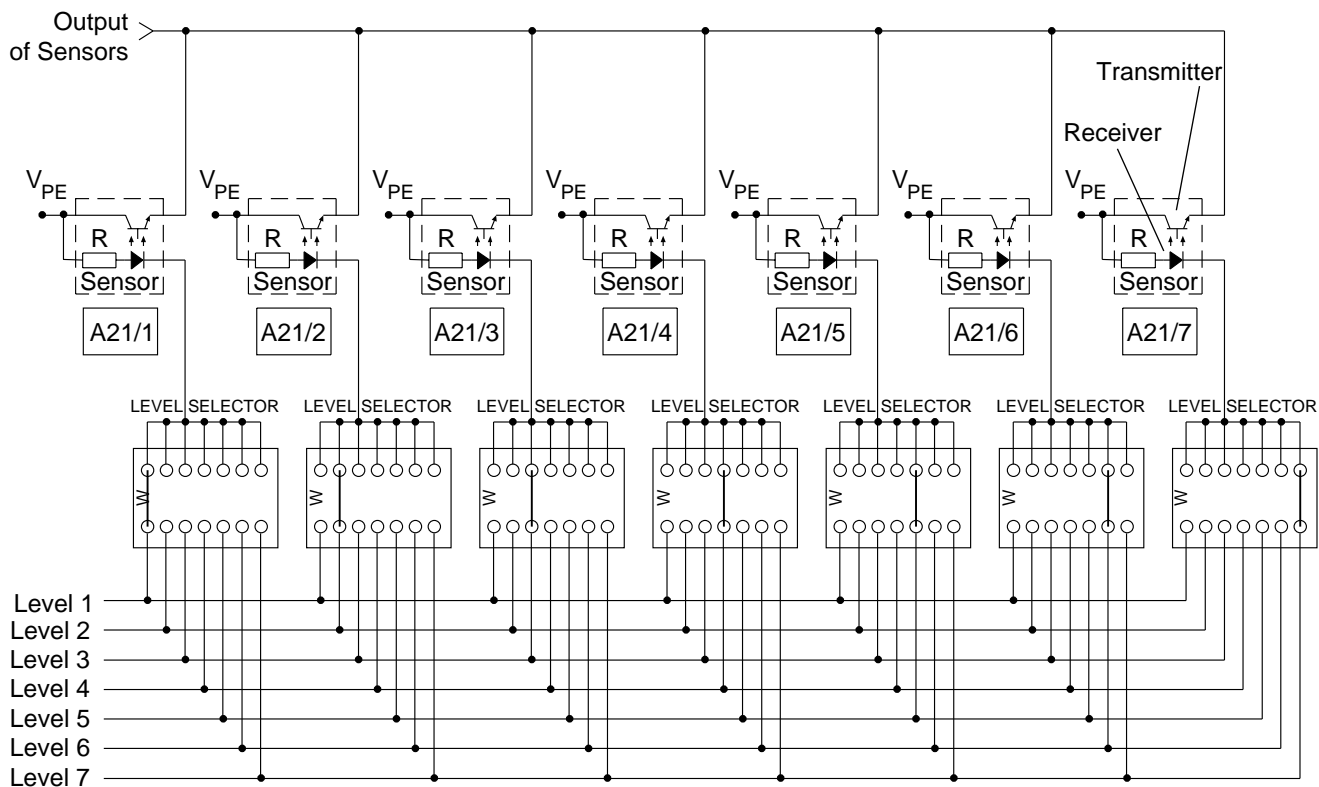 Output
of Sensors
Transmitter
Receiver
VPE VPE VPE VPE VPE VPE VPE
R R R R R R R
Sensor Sensor Sensor Sensor Sensor Sensor Sensor
A21/1 A21/2 A21/3 A21/4 A21/5 A21/6 A21/7
LEVEL SELECTOR LEVEL SELECTOR LEVEL SELECTOR LEVEL SELECTOR LEVEL SELECTOR LEVEL SELECTOR LEVEL SELECTOR
W W W W W W W
Level 1
Level 2
Level 3
Level 4
Level 5
Level 6
Level 7